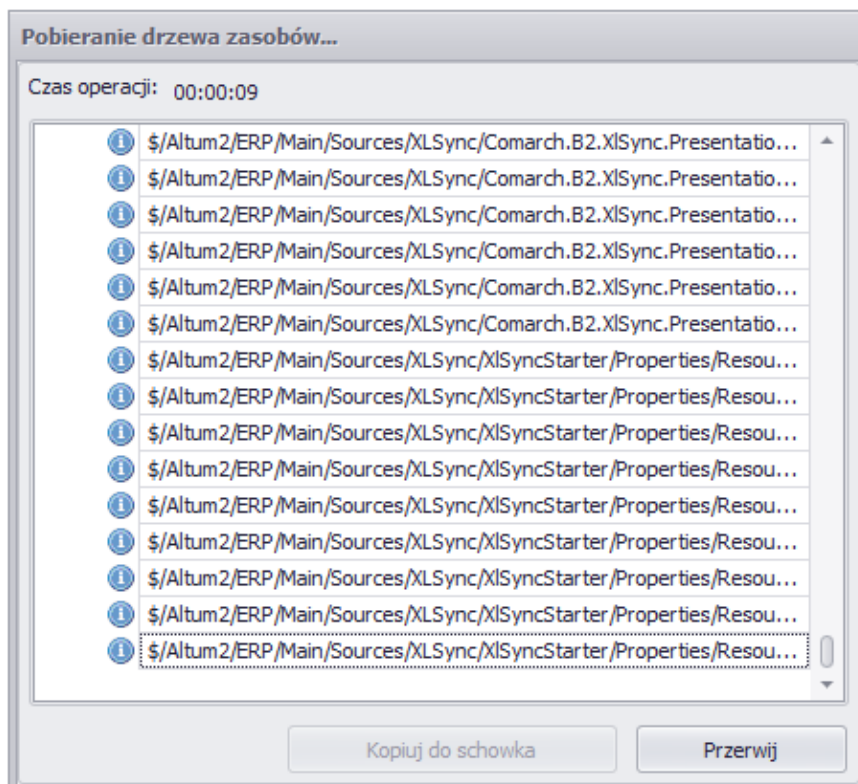 Pobieranie drzewa zasobów...
Czas operacji: 00:00:09
$/Altum2/ERP/Main/Sources/XLSync/Comarch.B2.XlSync.Presentatio...
$/Altum2/ERP/Main/Sources/XLSync/Comarch.B2.XlSync.Presentatio...
$/Altum2/ERP/Main/Sources/XLSync/Comarch.B2.XlSync.Presentatio...
$/Altum2/ERP/Main/Sources/XLSync/Comarch.B2.XlSync.Presentatio...
$/Altum2/ERP/Main/Sources/XLSync/Comarch.B2.XlSync.Presentatio...
$/Altum2/ERP/Main/Sources/XLSync/Comarch.B2.XlSync.Presentatio...
$/Altum2/ERP/Main/Sources/XLSync/XlSyncStarter/Properties/Resou...
$/Altum2/ERP/Main/Sources/XLSync/XlSyncStarter/Properties/Resou...
$/Altum2/ERP/Main/Sources/XLSync/XlSyncStarter/Properties/Resou...
$/Altum2/ERP/Main/Sources/XLSync/XlSyncStarter/Properties/Resou...
$/Altum2/ERP/Main/Sources/XLSync/XlSyncStarter/Properties/Resou...
$/Altum2/ERP/Main/Sources/XLSync/XlSyncStarter/Properties/Resou...
$/Altum2/ERP/Main/Sources/XLSync/XlSyncStarter/Properties/Resou...
$/Altum2/ERP/Main/Sources/XLSync/XlSyncStarter/Properties/Resou...
$/Altum2/ERP/Main/Sources/XLSync/XlSyncStarter/Properties/Resou...
Kopiuj do schowka Przerwij